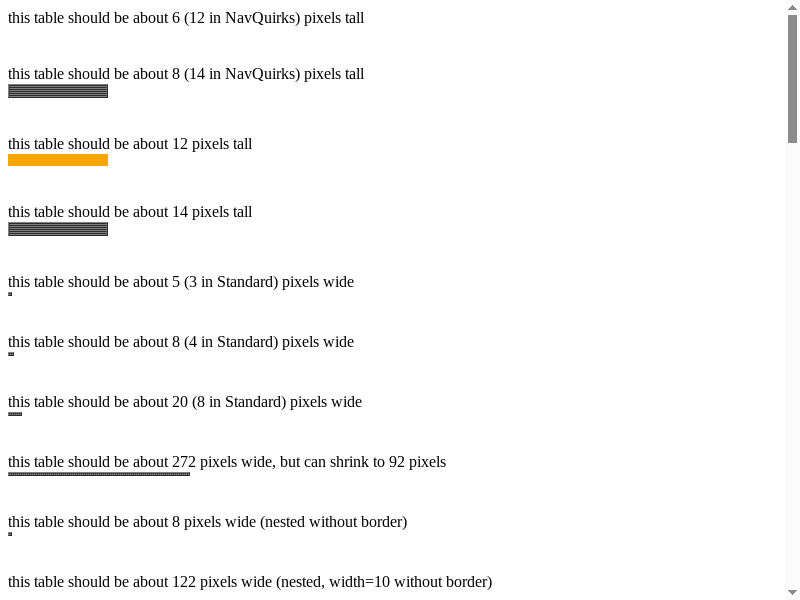 this table should be about 6 (12 in NavQuirks) pixels tall
this table should be about 8 (14 in NavQuirks) pixels tall
this table should be about 12 pixels tall
this table should be about 14 pixels tall
this table should be about 5 (3 in Standard) pixels wide
this table should be about 8 (4 in Standard) pixels wide
this table should be about 20 (8 in Standard) pixels wide
this table should be about 272 pixels wide, but can shrink to 92 pixels
this table should be about 8 pixels wide (nested without border)
this table should be about 122 pixels wide (nested, width=10 without border)